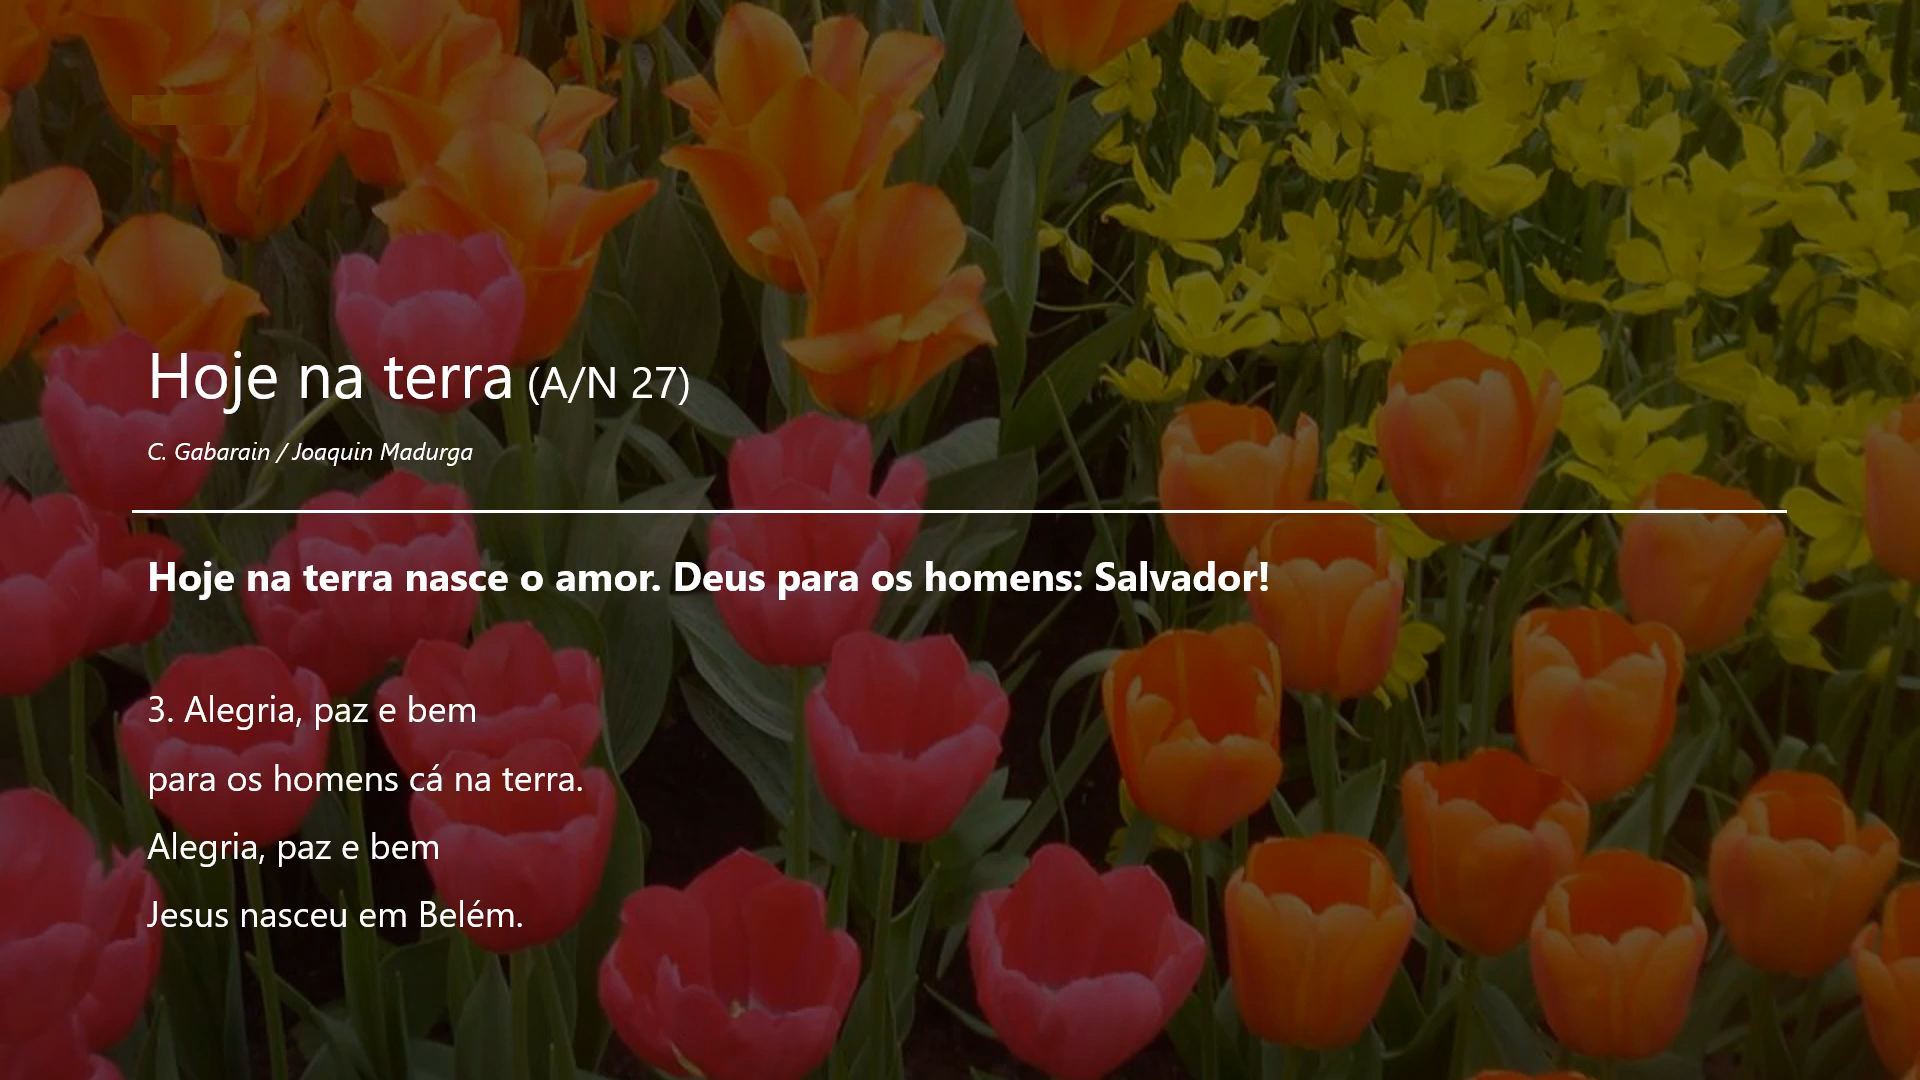 Hoje na terra (A/N 27)
C. Gabarain / Joaquin Madurga
Hoje na terra nasce o amor. Deus para os homens: Salvador!
3. Alegria, paz e bem
para os homens cá na terra.
Alegria, paz e bem
Jesus nasceu em Belém.